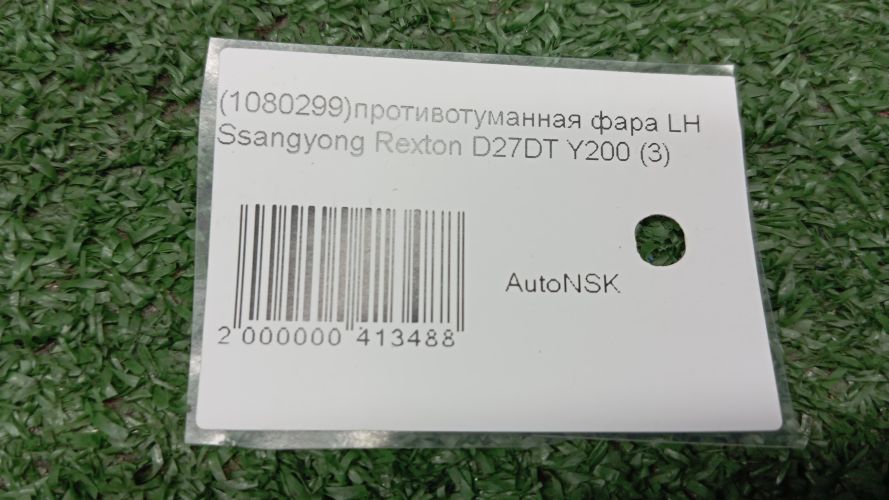 (1080299)противотуманная фара LH
Ssangyong Rexton D27DT Y200 (3)
AutoNSK
2 000000 413488